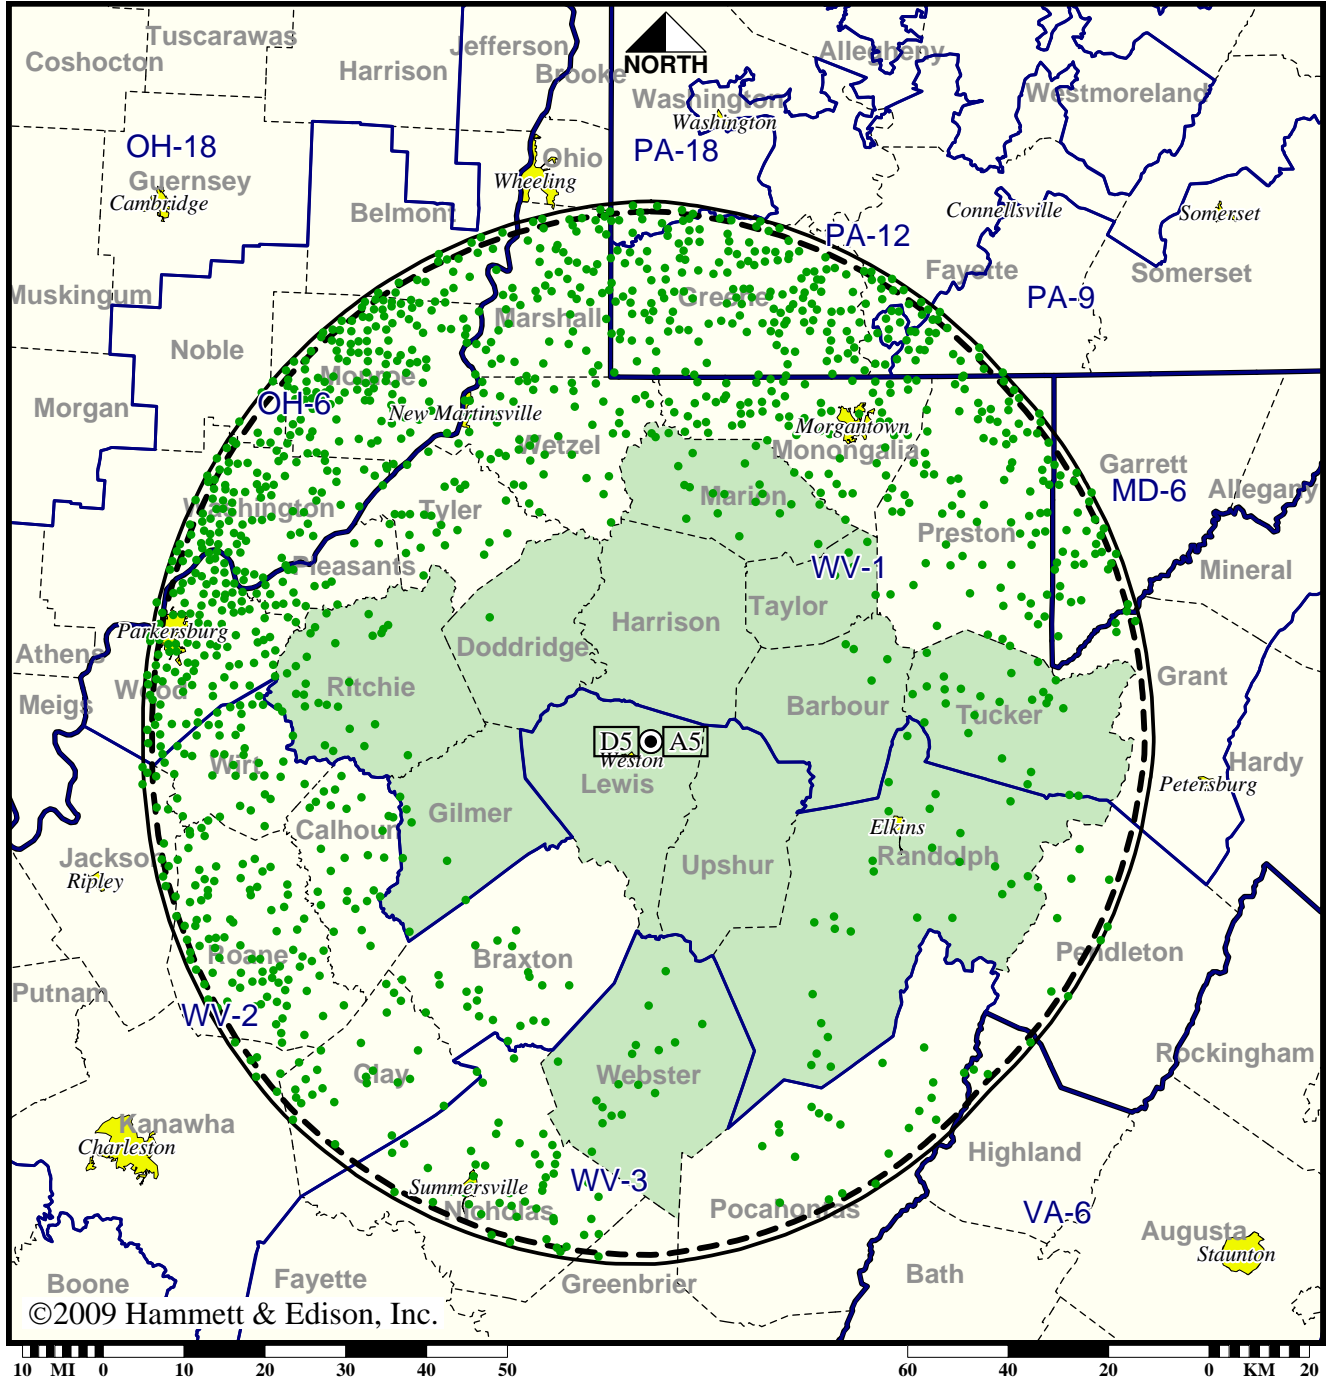 Tuscarawas
Coshocton
Harrison
Jefferson
Brooke
NORTH
Allegheny
Washington
Washington
Westmoreland
OH-18
PA-18
Guernsey
Cambridge
Ohio
Wheeling
Belmont
Connellsville
Somerset
PA-12
Fayette
Somerset
PA-9
Muskingum
Greene
Marshall
Noble
Monroe
Morgan
OH-6
New Martinsville
Morgantown
Wetzel
Monongalia
Garrett
MD-6
Allegany
Marion
Washington
Tyler
Preston
Pleasants
WV-1
Mineral
Taylor
Harrison
Parkersburg
Doddridge
Athens
Wood
Ritchie
Grant
Meigs
Barbour
Tucker
D5
A5
Weston
Wirt
Hardy
Lewis
Petersburg
Gilmer
Calhoun
Elkins
Jackson
Ripley
Upshur
Randolph
Roane
Braxton
Pendleton
Putnam
WV-2
Rockingham
Clay
Webster
Kanawha
Charleston
Highland
WV-3
Summersville
Nicholas
Pocahontas
VA-6
Augusta
Staunton
Boone
Fayette
Greenbrier
Bath
©2009 Hammett & Edison, Inc.
10 MI 0 10 20 30 40 50
60 40 20 0 KM 20